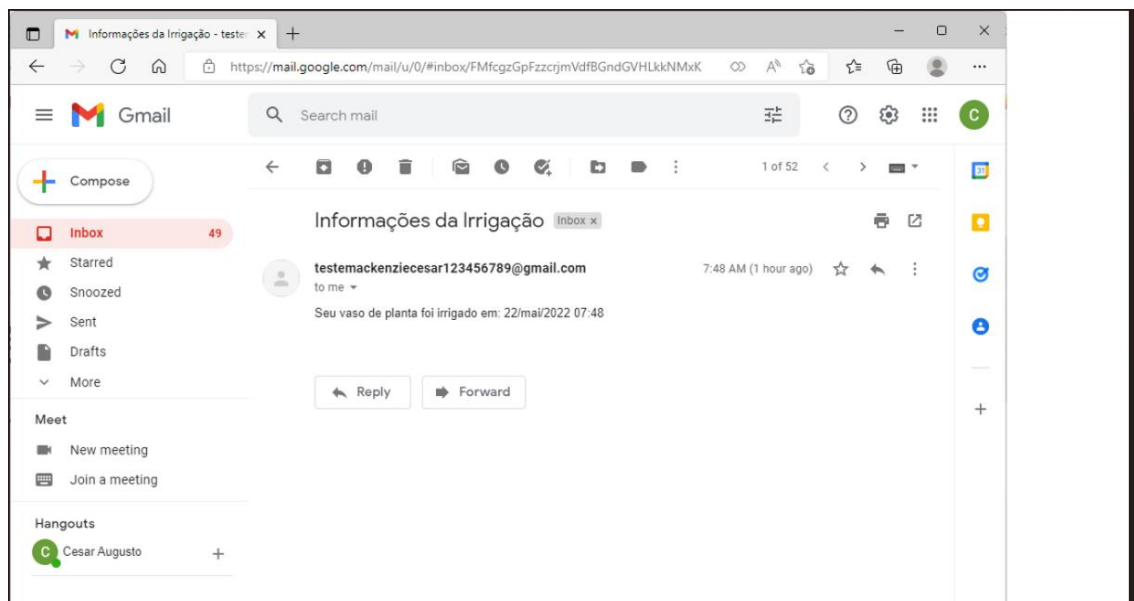 Informações da Irrigação - tester
https://mail.google.com/mail/u/0/#inbox/FMfcgzGpFzzcrjmVdfBGndGVHLkkNMxK
Gmail
Search mail
C
Compose
1 of 52
31
Informações da Irrigação Inbox x
Inbox 49
Starred
Snoozed
Sent
Drafts
More
testemackenziecesar123456789@gmail.com 7:48 AM (1 hour ago)
to me
Seu vaso de planta foi irrigado em: 22/mai/2022 07:48
Reply Forward
Meet
New meeting
Join a meeting
Hangouts
C Cesar Augusto